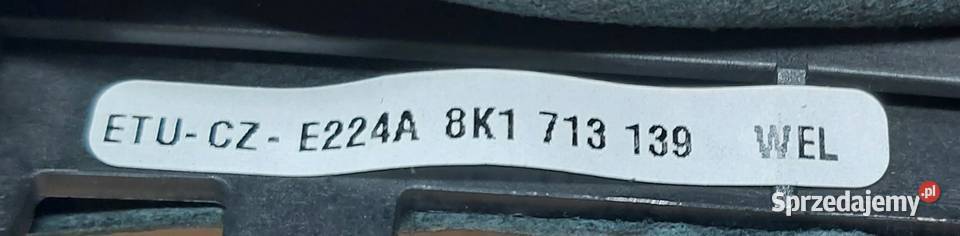 ETU-CZ-E224A 8K1 713 139 WEL
Sprzedajemy.pl